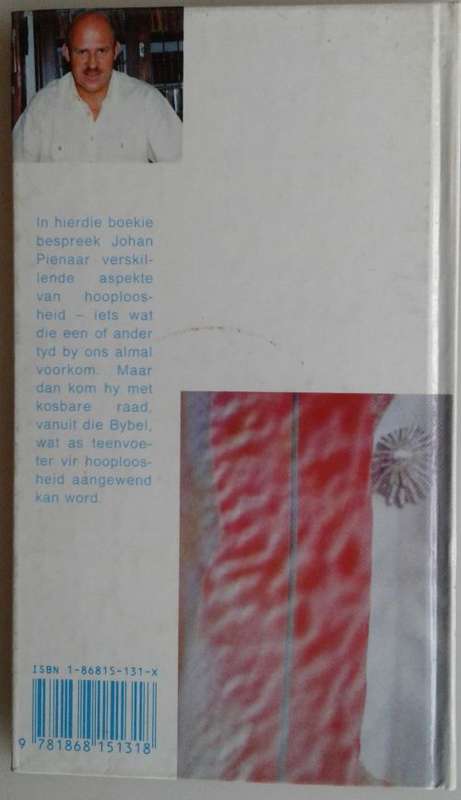 In hierdie boekie
bespreek Johan
Pienaar verskil-
lende aspekte
van hooploos-
heid – iets wat
die een of ander
tyd by ons almal
voorkom. Maar
dan kom hy met
kosbare raad,
vanuit die Bybel,
wat as teenvoe-
ter vir hooploos-
heid aangewend
kan word.
ISBN 1-86815-131-X
9 781868 151318